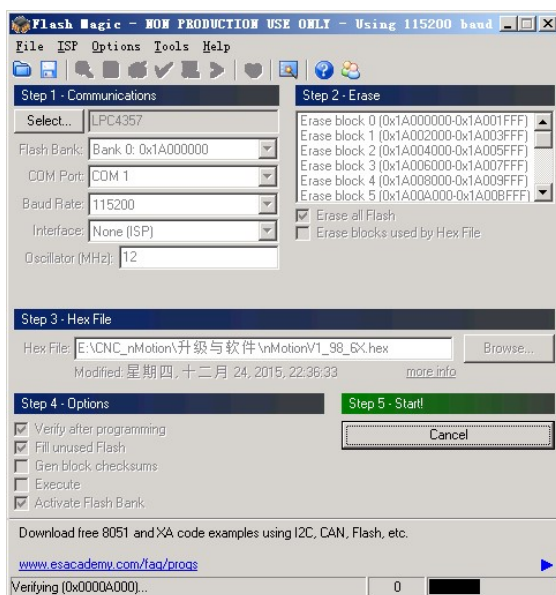 Flash Magic - NON PRODUCTION USE ONLY - Using 115200 baud
File ISP Options Tools Help
Step 1 - Communications
Select... LPC4357
Flash Bank: Bank 0: 0x1A000000
COM Port: COM 1
Baud Rate: 115200
Interface: None (ISP)
Oscillator (MHz): 12
Step 2 - Erase
Erase block 0 (0x1A000000-0x1A001FFF)
Erase block 1 (0x1A002000-0x1A003FFF)
Erase block 2 (0x1A004000-0x1A005FFF)
Erase block 3 (0x1A006000-0x1A007FFF)
Erase block 4 (0x1A008000-0x1A009FFF)
Erase block 5 (0x1A00A000-0x1A00BFFF)
Erase all Flash
Erase blocks used by Hex File
Step 3 - Hex File
Hex File: E:\CNC_nMotion\升级与软件\nMotionV1_98_6X.hex Browse...
Modified: 星期四, 十二月 24, 2015, 22:36:33 more info
Step 4 - Options
Verify after programming
Fill unused Flash
Gen block checksums
Execute
Activate Flash Bank
Step 5 - Start!
Cancel
Download free 8051 and XA code examples using I2C, CAN, Flash, etc.
www.esacademy.com/faq/progs
Verifying (0x0000A000)... 0